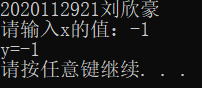 2020112921刘欣豪
请输入x的值：-1
y=-1
请按任意键继续. . .